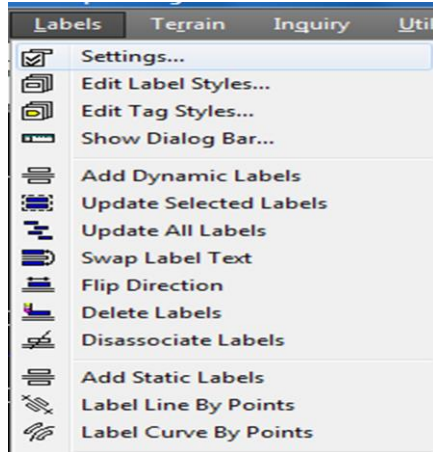 Labels Terrain Inquiry Uti
Settings...
Edit Label Styles...
Edit Tag Styles...
Show Dialog Bar...
Add Dynamic Labels
Update Selected Labels
Update All Labels
Swap Label Text
Flip Direction
Delete Labels
Disassociate Labels
Add Static Labels
Label Line By Points
Label Curve By Points